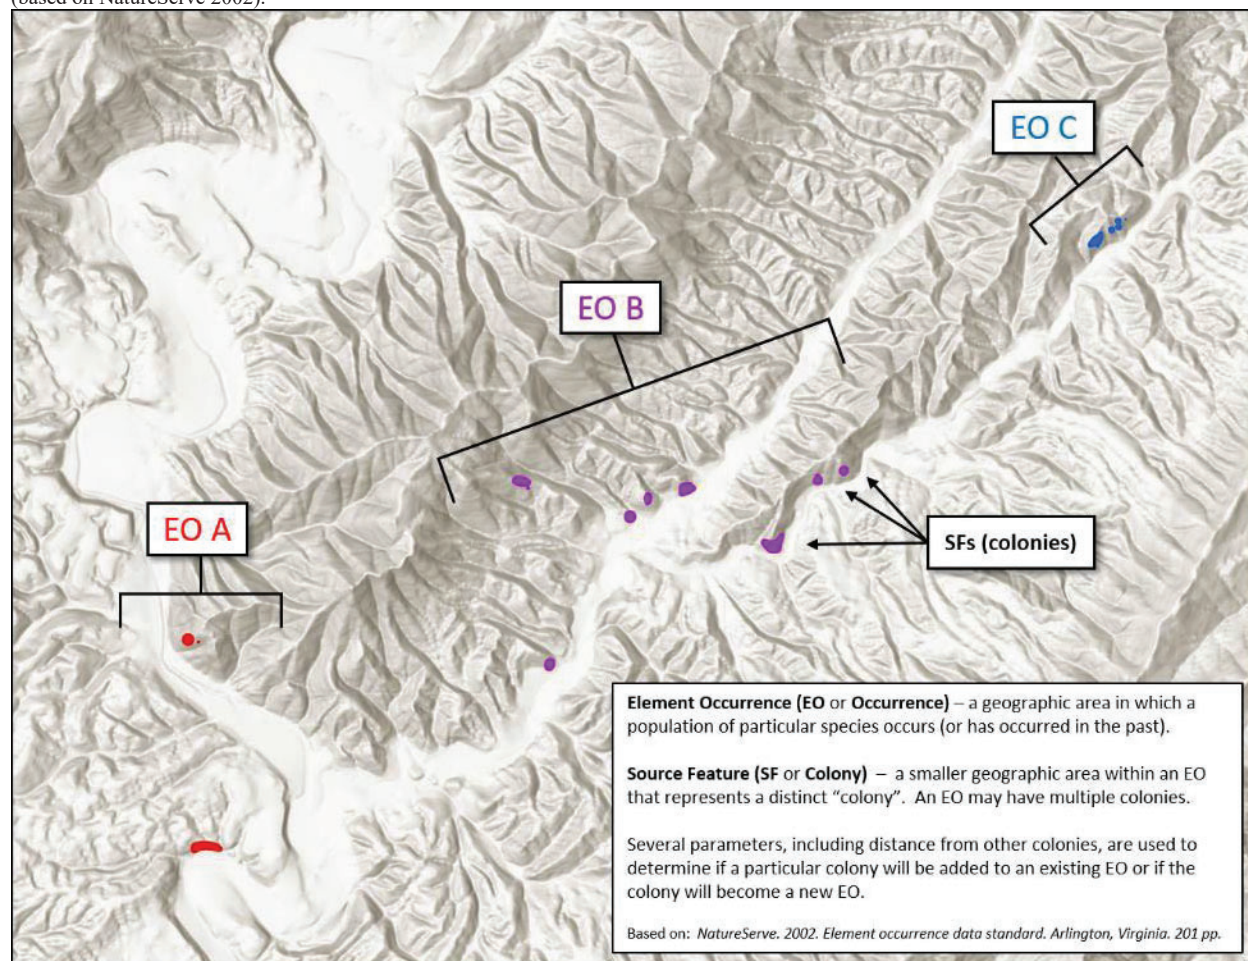 (based on NatureServe 2002).
EO C
EO B
EO A
SFs (colonies)
Element Occurrence (EO or Occurrence) – a geographic area in which a
population of particular species occurs (or has occurred in the past).
Source Feature (SF or Colony) – a smaller geographic area within an EO
that represents a distinct “colony”. An EO may have multiple colonies.
Several parameters, including distance from other colonies, are used to
determine if a particular colony will be added to an existing EO or if the
colony will become a new EO.
Based on: NatureServe. 2002. Element occurrence data standard. Arlington, Virginia. 201 pp.